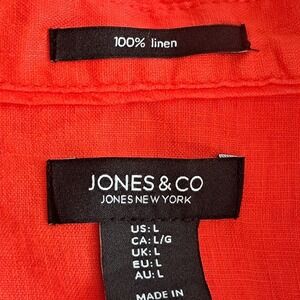 100% linen
JONES & CO
JONES NEW YORK
US: L
CA: L/G
UK: L
EU: L
AU: L
MADE IN